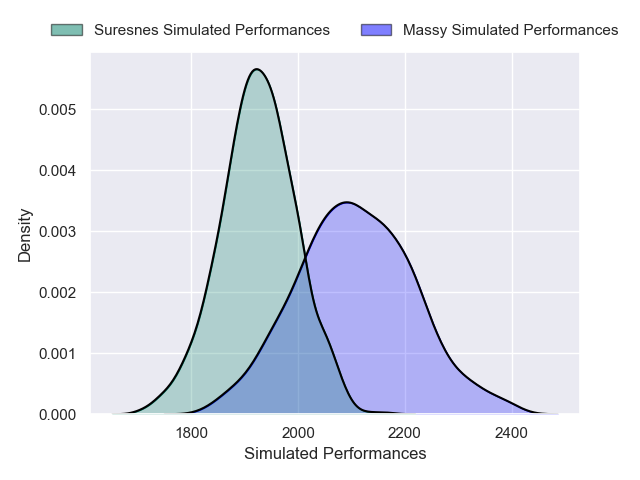 Suresnes Simulated Performances
Massy Simulated Performances
0.005
0.004
0.003
0.002
0.001
0.000
Density
1800
2000
2200
2400
Simulated Performances